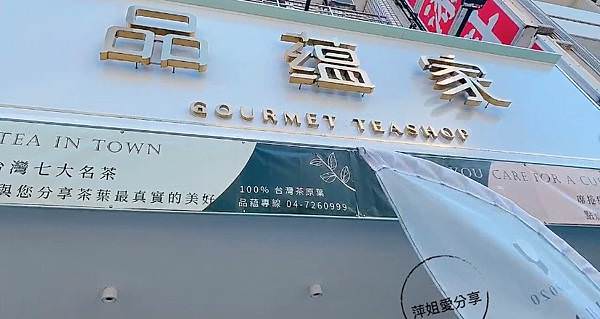 品蘊家
GOURMET TEASHOP
TEA IN TOWN
台灣七大名茶
與您分享茶葉最真實的美好
100% 台灣茶原葉
品蘊專線 04-7260999
YOU CARE FOR A CU
2020
萍姐愛分享